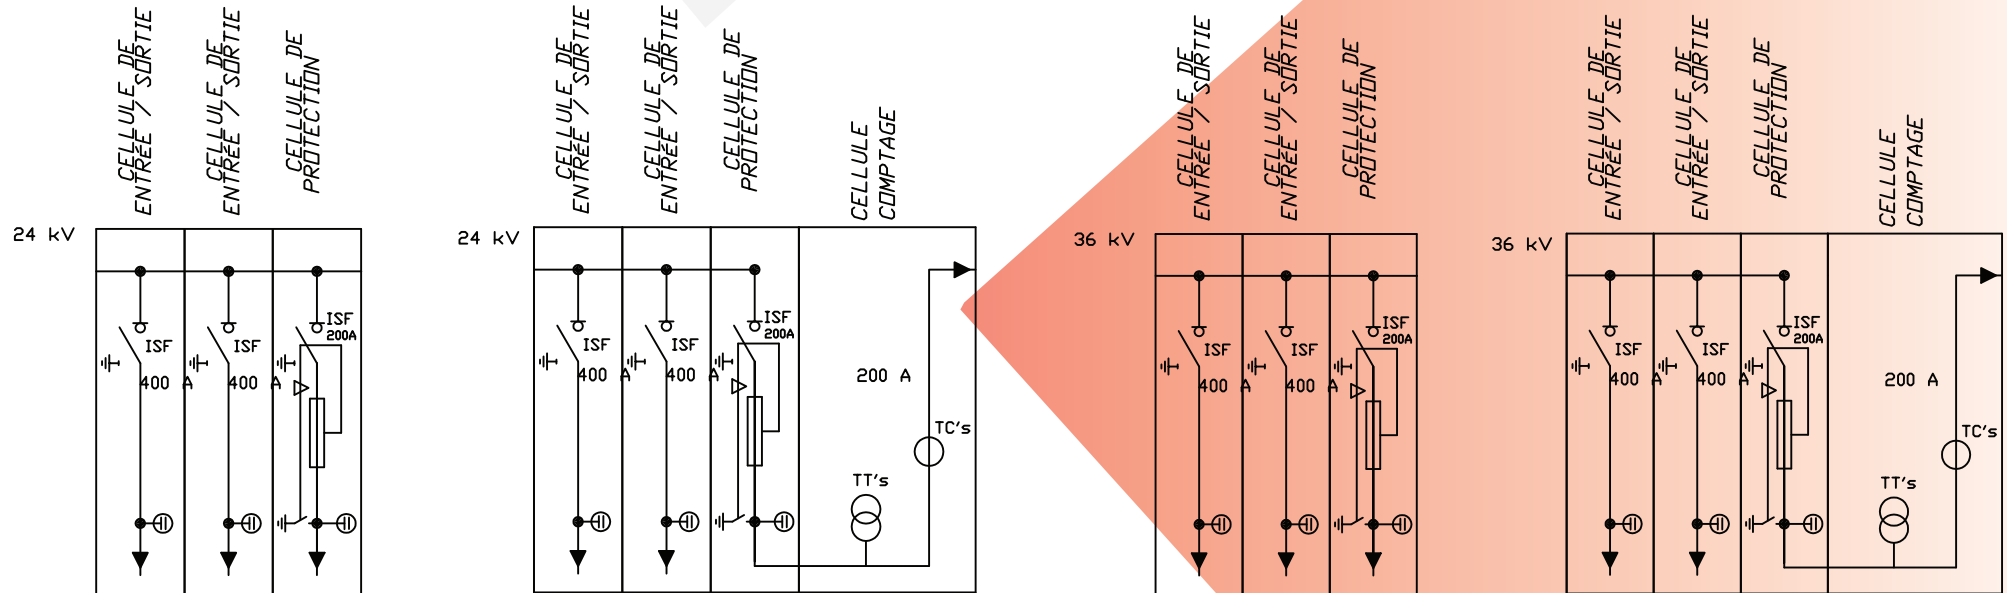 CELLULE DE
ENTRÉE / SORTIE
CELLULE DE
ENTRÉE / SORTIE
CELLULE DE
PROTECTION
24 kV
ISF
400 A
ISF
400 A
ISF
200A
CELLULE DE
ENTRÉE / SORTIE
CELLULE DE
ENTRÉE / SORTIE
CELLULE DE
PROTECTION
CELLULE
COMPTAGE
24 kV
ISF
400 A
ISF
400 A
ISF
200A
200 A
TC's
TT's
CELLULE DE
ENTRÉE / SORTIE
CELLULE DE
ENTRÉE / SORTIE
CELLULE DE
PROTECTION
36 kV
ISF
400 A
ISF
400 A
ISF
200A
CELLULE DE
ENTRÉE / SORTIE
CELLULE DE
ENTRÉE / SORTIE
CELLULE DE
PROTECTION
CELLULE
COMPTAGE
36 kV
ISF
400 A
ISF
400 A
ISF
200A
200 A
TC's
TT's